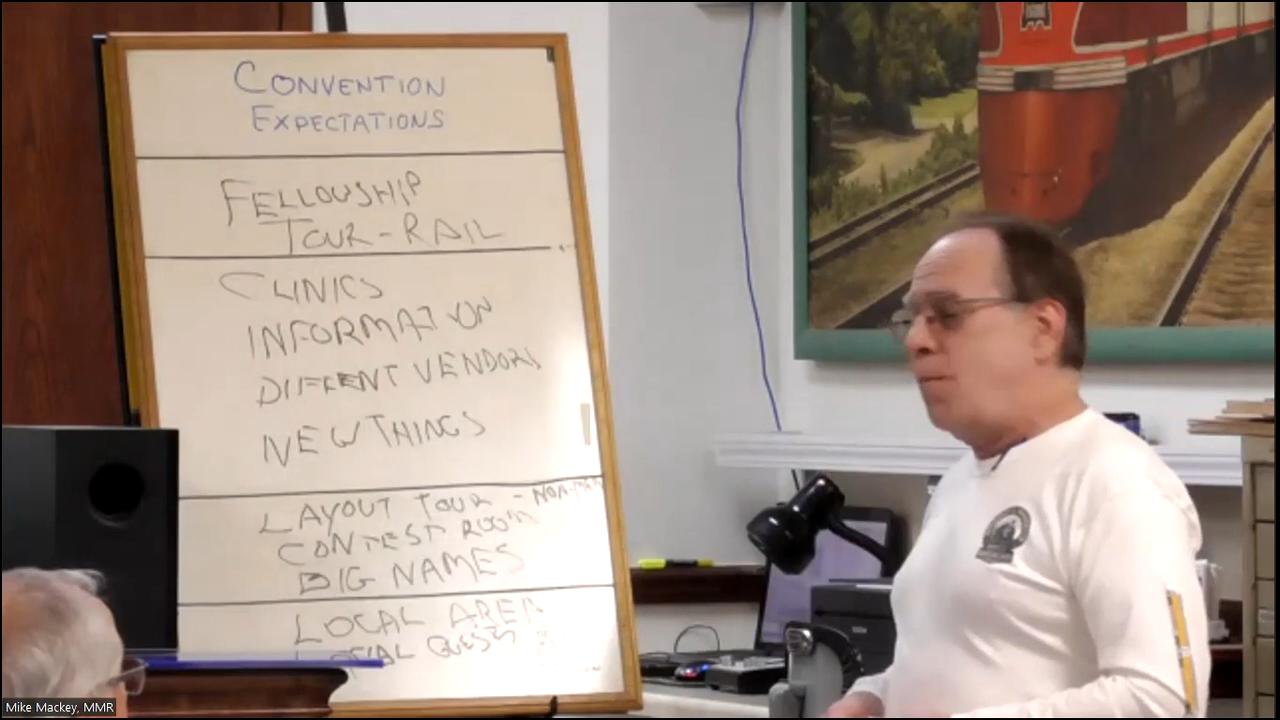 CONVENTION
EXPECTATIONS
FELLOWSHIP
TOUR-RAIL
CLINICS
INFORMATION
DIFFERENT VENDORS
NEW THINGS
LAYOUT TOUR -
CONTEST ROOM
BIG NAMES
LOCAL AREA
Mike Mackey, MMR